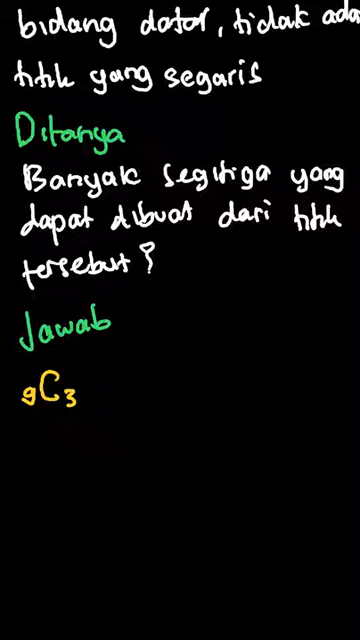 bidang datar, tidak ada
titik yang segaris
Ditanya
Banyak segitiga yang
dapat dibuat dari titik
tersebut?
Jawab
9C3